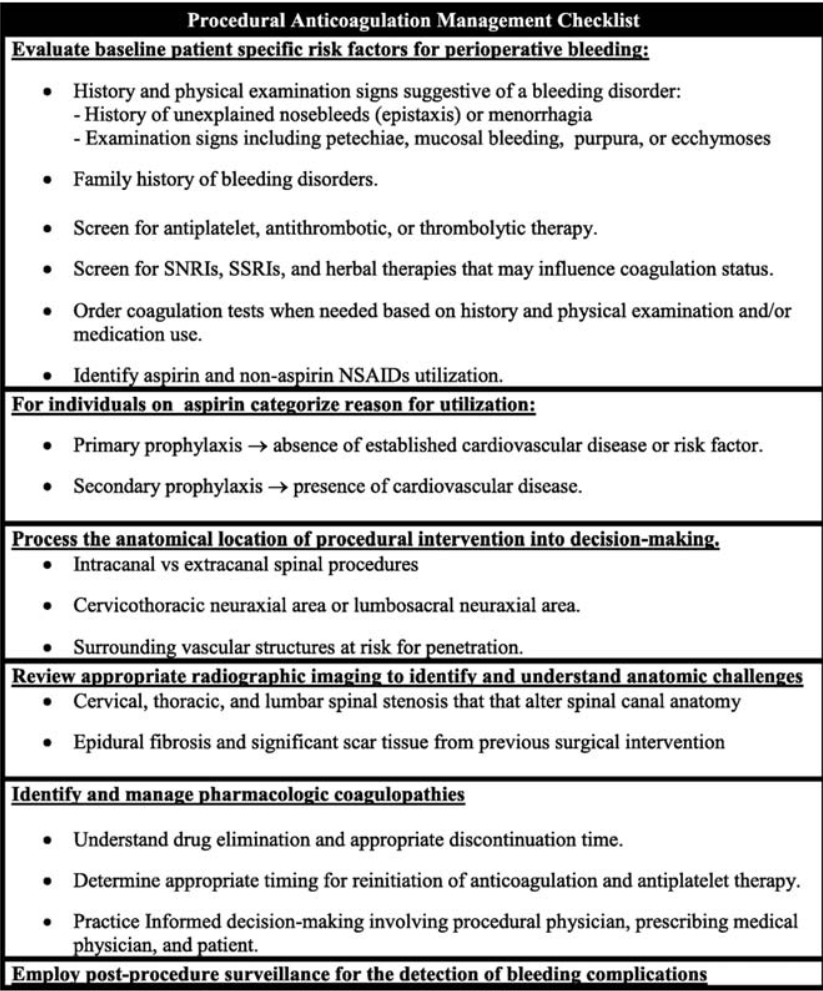 Procedural Anticoagulation Management Checklist
Evaluate baseline patient specific risk factors for perioperative bleeding:
• History and physical examination signs suggestive of a bleeding disorder:
- History of unexplained nosebleeds (epistaxis) or menorrhagia
- Examination signs including petechiae, mucosal bleeding, purpura, or ecchymoses
• Family history of bleeding disorders.
• Screen for antiplatelet, antithrombotic, or thrombolytic therapy.
• Screen for SNRIs, SSRIs, and herbal therapies that may influence coagulation status.
• Order coagulation tests when needed based on history and physical examination and/or
medication use.
• Identify aspirin and non-aspirin NSAIDs utilization.
For individuals on aspirin categorize reason for utilization:
• Primary prophylaxis → absence of established cardiovascular disease or risk factor.
• Secondary prophylaxis → presence of cardiovascular disease.
Process the anatomical location of procedural intervention into decision-making.
• Intracanal vs extracanal spinal procedures
• Cervicothoracic neuraxial area or lumbosacral neuraxial area.
• Surrounding vascular structures at risk for penetration.
Review appropriate radiographic imaging to identify and understand anatomic challenges
• Cervical, thoracic, and lumbar spinal stenosis that that alter spinal canal anatomy
• Epidural fibrosis and significant scar tissue from previous surgical intervention
Identify and manage pharmacologic coagulopathies
• Understand drug elimination and appropriate discontinuation time.
• Determine appropriate timing for reinitiation of anticoagulation and antiplatelet therapy.
• Practice Informed decision-making involving procedural physician, prescribing medical
physician, and patient.
Employ post-procedure surveillance for the detection of bleeding complications